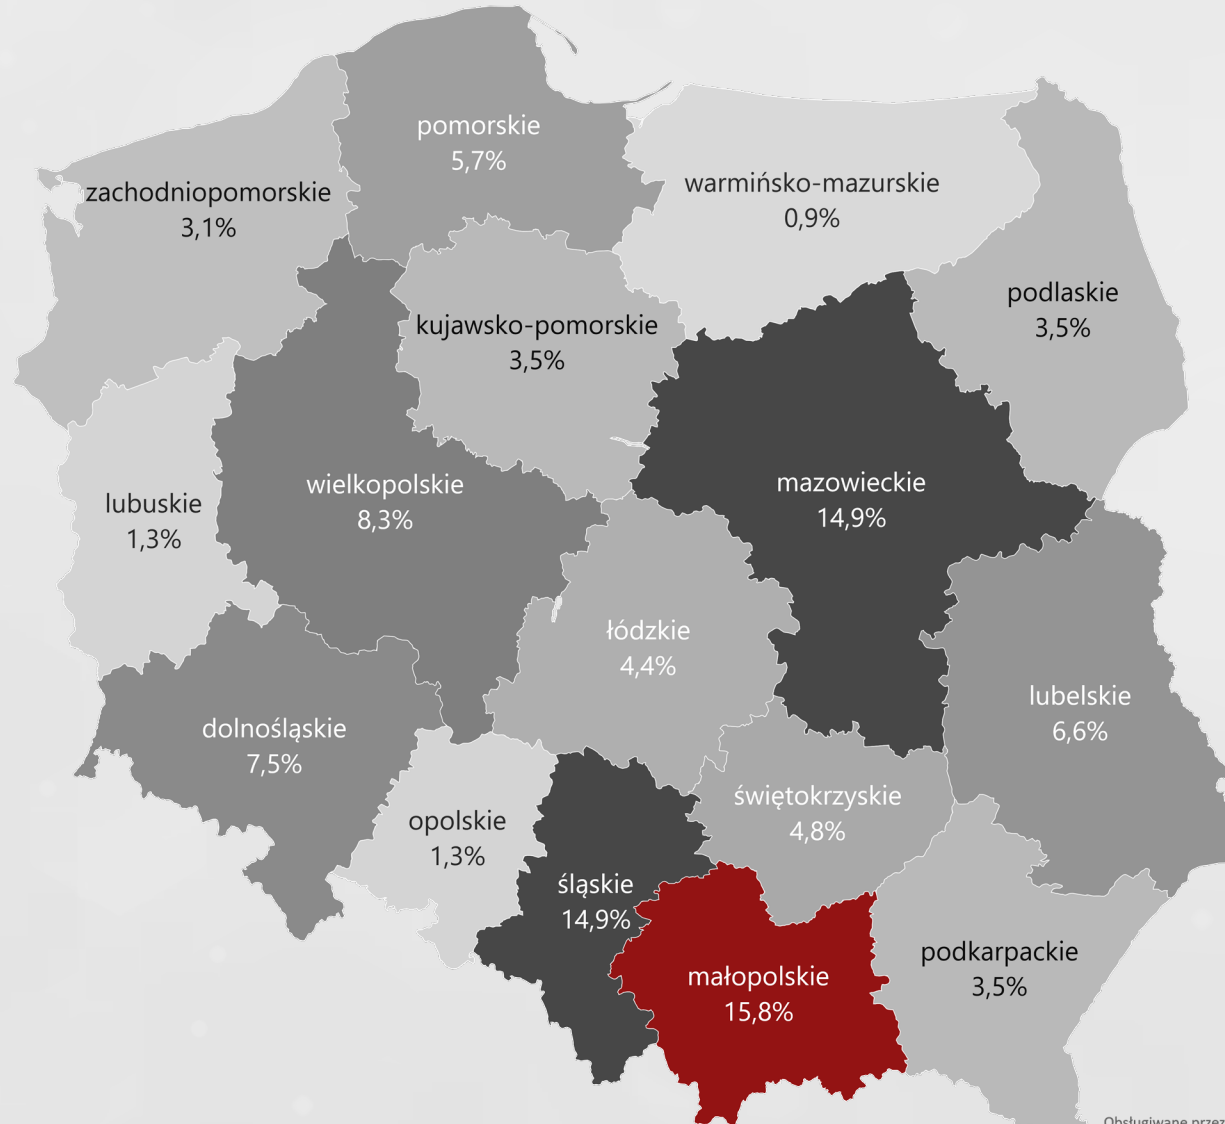 pomorskie
5,7%
zachodniopomorskie
3,1%
warmińsko-mazurskie
0,9%
podlaskie
3,5%
kujawsko-pomorskie
3,5%
wielkopolskie
8,3%
mazowieckie
14,9%
lubuskie
1,3%
łódzkie
4,4%
lubelskie
6,6%
dolnośląskie
7,5%
świętokrzyskie
4,8%
opolskie
1,3%
śląskie
14,9%
podkarpackie
3,5%
małopolskie
15,8%
Obsługiwane przez